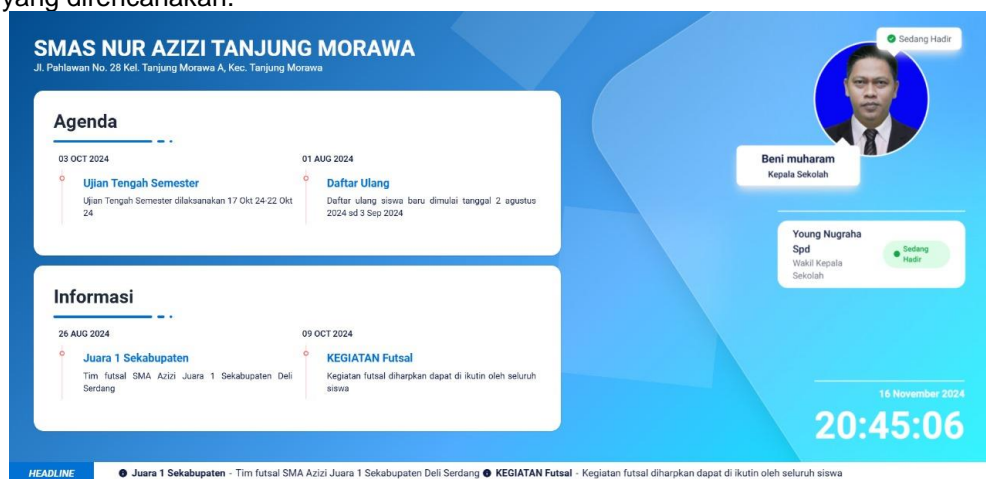 yang direncanakan.
SMAS NUR AZIZI TANJUNG MORAWA
Jl. Pahlawan No. 28 Kel. Tanjung Morawa A, Kec. Tanjung Morawa
Agenda
03 OCT 2024
Ujian Tengah Semester
Ujian Tengah Semester dilaksanakan 17 Okt 24-22 Okt
24
01 AUG 2024
Daftar Ulang
Daftar ulang siswa baru dimulai tanggal 2 agustus
2024 sd 3 Sep 2024
Informasi
26 AUG 2024
Juara 1 Sekabupaten
Tim futsal SMA Azizi Juara 1 Sekabupaten Deli
Serdang
09 OCT 2024
KEGIATAN Futsal
Kegiatan futsal diharpkan dapat di ikutin oleh seluruh
siswa
Sedang Hadir
Beni muharam
Kepala Sekolah
Young Nugraha
Spd
Wakil Kepala
Sekolah
Sedang
Hadir
16 November 2024
20:45:06
HEADLINE Juara 1 Sekabupaten - Tim futsal SMA Azizi Juara 1 Sekabupaten Deli Serdang KEGIATAN Futsal - Kegiatan futsal diharpkan dapat di ikutin oleh seluruh siswa